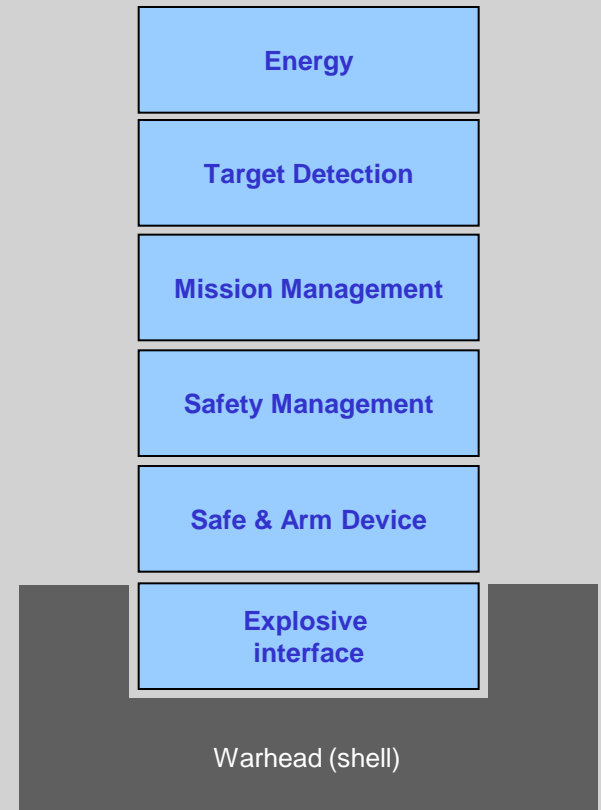 Energy
Target Detection
Mission Management
Safety Management
Safe & Arm Device
Explosive
interface
Warhead (shell)